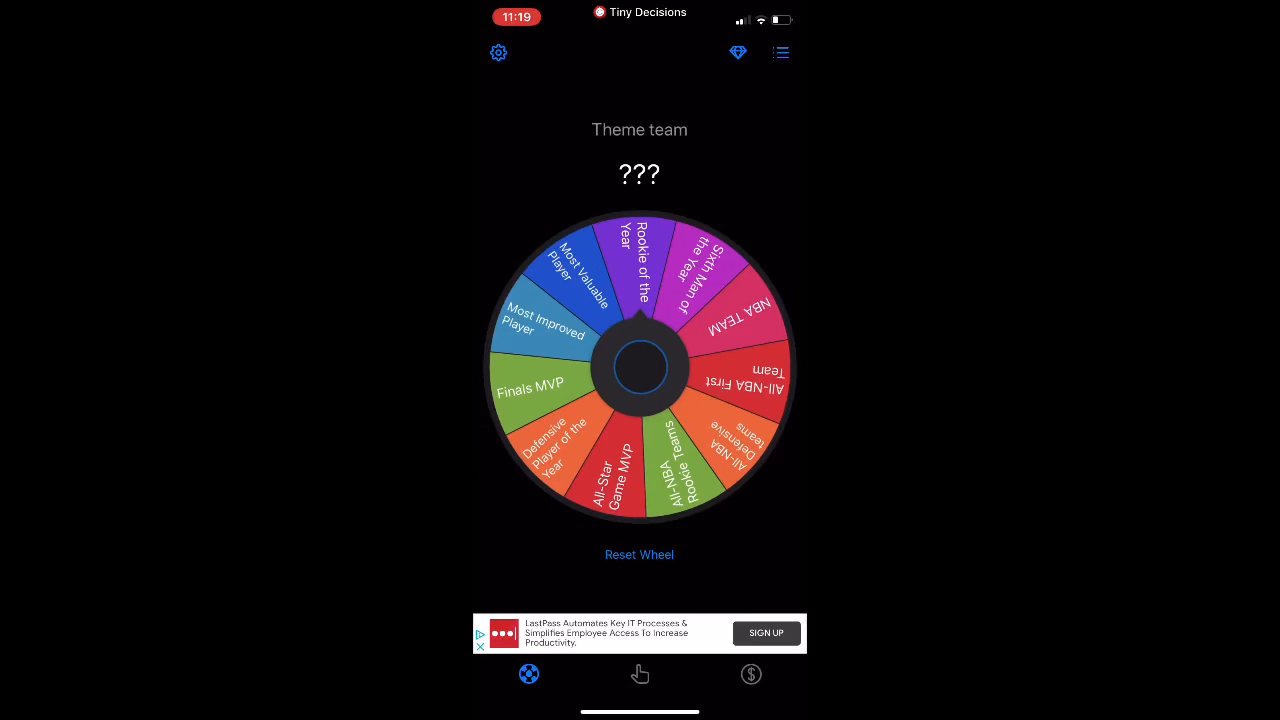 11:19
Tiny Decisions
Theme team
???
Rookie of the
Year
Sixth Man of
the Year
NBA TEAM
All-NBA First
Team
All-NBA
Defensive
teams
All-NBA
Rookie Teams
All-Star
Game MVP
Defensive
Player of the
Year
Finals MVP
Most Improved
Player
Most Valuable
Player
Reset Wheel
LastPass Automates Key IT Processes &
Simplifies Employee Access To Increase
Productivity.
SIGN UP